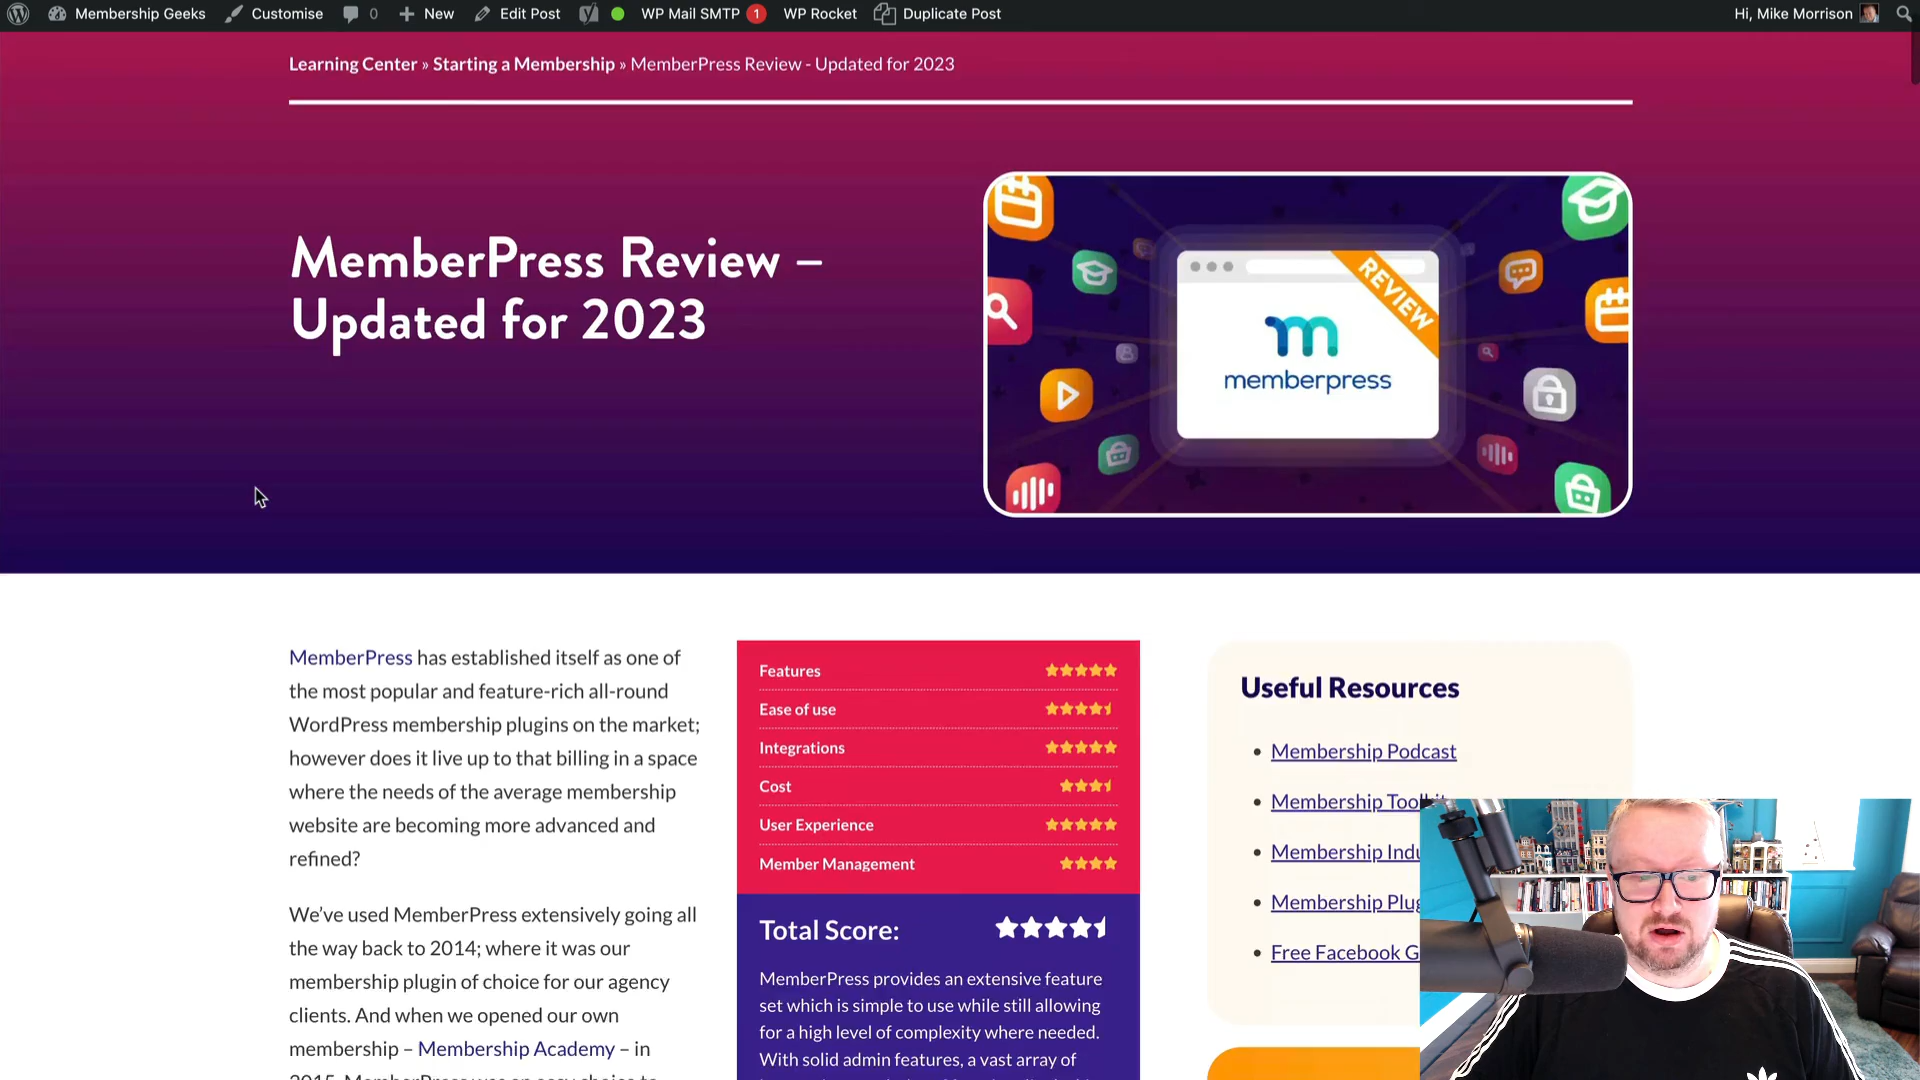 Membership Geeks Customise 0 New Edit Post WP Mail SMTP 1 WP Rocket Duplicate Post Hi, Mike Morrison
Learning Center » Starting a Membership » MemberPress Review - Updated for 2023
MemberPress Review –
Updated for 2023
REVIEW
m
memberpress
MemberPress has established itself as one of
the most popular and feature-rich all-round
WordPress membership plugins on the market;
however does it live up to that billing in a space
where the needs of the average membership
website are becoming more advanced and
refined?
We’ve used MemberPress extensively going all
the way back to 2014; where it was our
membership plugin of choice for our agency
clients. And when we opened our own
membership – Membership Academy – in
Features
Ease of use
Integrations
Cost
User Experience
Member Management
Total Score:
MemberPress provides an extensive feature
set which is simple to use while still allowing
for a high level of complexity where needed.
With solid admin features, a vast array of
Useful Resources
Membership Podcast
Membership Toolkit
Membership Indu
Membership Plug
Free Facebook G